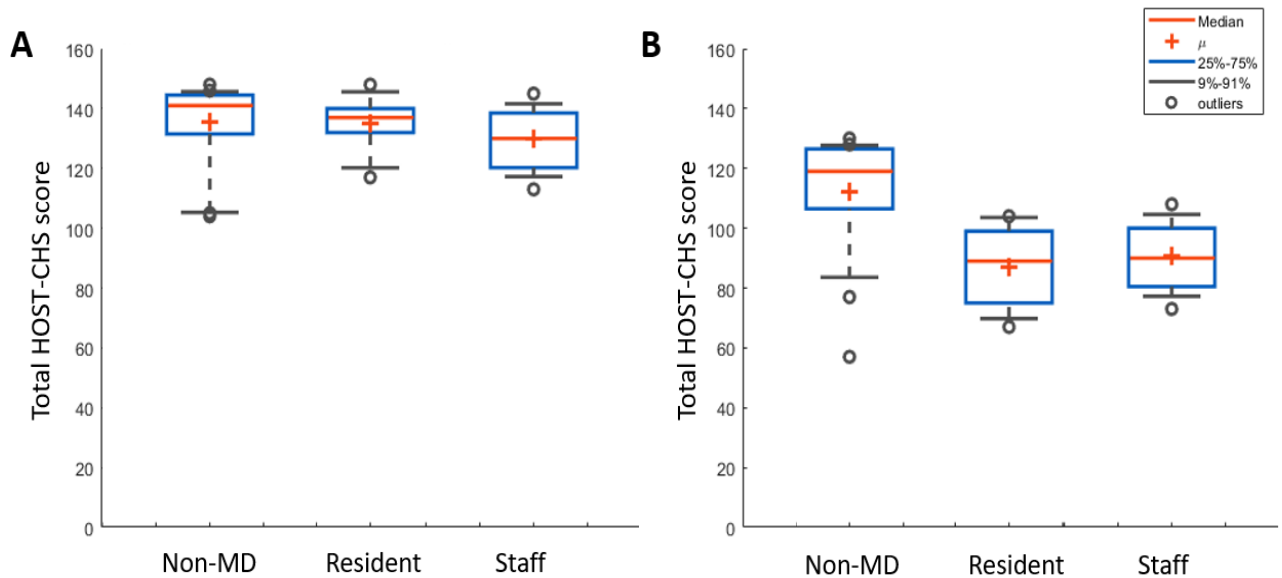 A
Total HOST-CHS score
160
140
120
100
80
60
40
20
0
Non-MD
Resident
Staff
B
Total HOST-CHS score
160
140
120
100
80
60
40
20
0
Non-MD
Resident
Staff
Median
μ
25%-75%
9%-91%
outliers